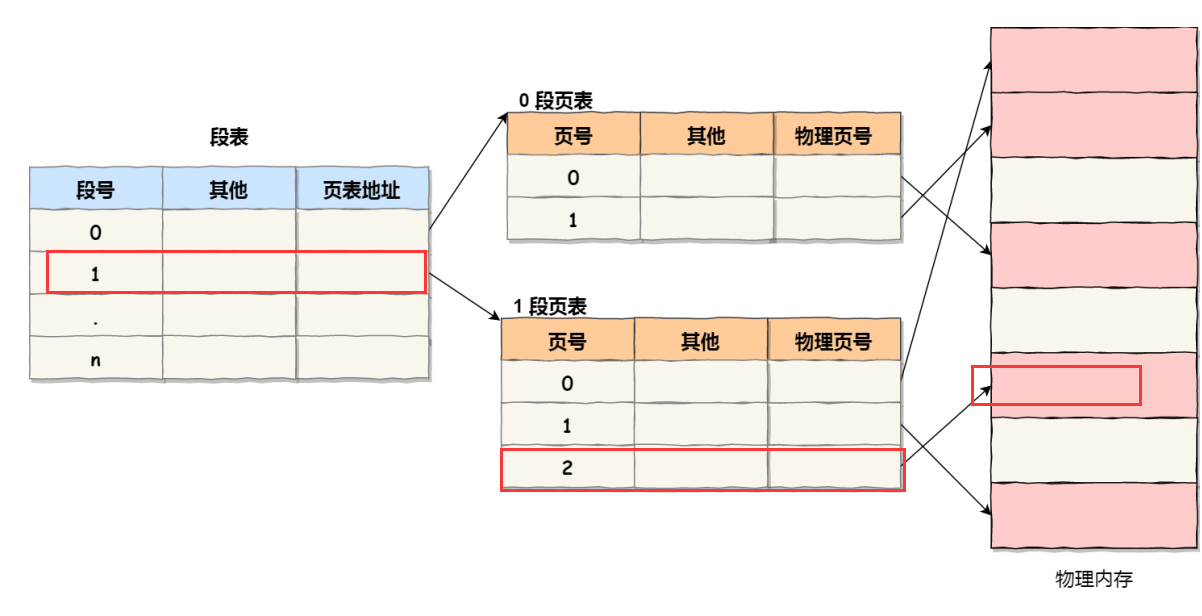 段表
段号 其他 页表地址
0
1
.
n
0 段页表
页号 其他 物理页号
0
1
1 段页表
页号 其他 物理页号
0
1
2
物理内存